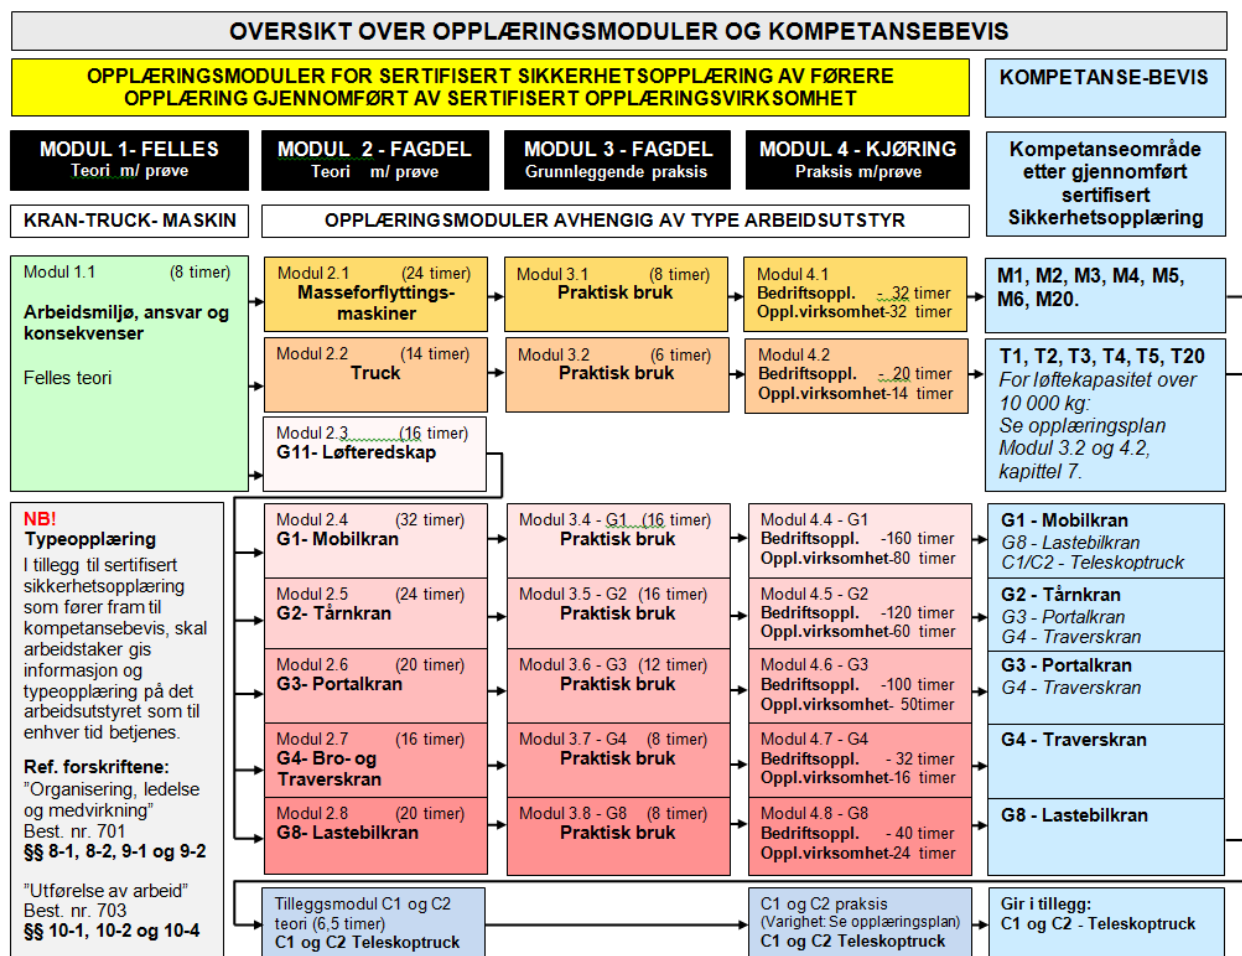 OVERSIKT OVER OPPLÆRINGSMODULER OG KOMPETANSEBEVIS
OPPLÆRINGSMODULER FOR SERTIFISERT SIKKERHETSOPPLÆRING AV FØRERE
OPPLÆRING GJENNOMFØRT AV SERTIFISERT OPPLÆRINGSVIRKSOMHET
KOMPETANSE-BEVIS
MODUL 1- FELLES
Teori m/ prøve
MODUL 2 - FAGDEL
Teori m/ prøve
MODUL 3 - FAGDEL
Grunnleggende praksis
MODUL 4 - KJØRING
Praksis m/prøve
Kompetanseområde
etter gjennomført
sertifisert
Sikkerhetsopplæring
KRAN-TRUCK- MASKIN
OPPLÆRINGSMODULER AVHENGIG AV TYPE ARBEIDSUTSTYR
Modul 1.1 (8 timer)
Arbeidsmiljø, ansvar og
konsekvenser
Felles teori
Modul 2.1 (24 timer)
Masseforflyttings-
maskiner
Modul 3.1 (8 timer)
Praktisk bruk
Modul 4.1
Bedriftsoppl. - 32 timer
Oppl.virksomhet-32 timer
M1, M2, M3, M4, M5,
M6, M20.
Modul 2.2 (14 timer)
Truck
Modul 3.2 (6 timer)
Praktisk bruk
Modul 4.2
Bedriftsoppl. - 20 timer
Oppl.virksomhet-14 timer
T1, T2, T3, T4, T5, T20
For løftekapasitet over
10 000 kg:
Se opplæringsplan
Modul 3.2 og 4.2,
kapittel 7.
Modul 2.3 (16 timer)
G11- Løfteredskap
NB!
Typeopplæring
I tillegg til sertifisert
sikkerhetsopplæring
som fører fram til
kompetansebevis, skal
arbeidstaker gis
informasjon og
typeopplæring på det
arbeidsutstyret som til
enhver tid betjenes.
Ref. forskriftene:
"Organisering, ledelse
og medvirkning"
Best. nr. 701
§§ 8-1, 8-2, 9-1 og 9-2
"Utførelse av arbeid"
Best. nr. 703
§§ 10-1, 10-2 og 10-4
Modul 2.4 (32 timer)
G1- Mobilkran
Modul 3.4 - G1 (16 timer)
Praktisk bruk
Modul 4.4 - G1
Bedriftsoppl. -160 timer
Oppl.virksomhet-80 timer
G1 - Mobilkran
G8 - Lastebilkran
C1/C2 - Teleskoptruck
Modul 2.5 (24 timer)
G2- Tårnkran
Modul 3.5 - G2 (16 timer)
Praktisk bruk
Modul 4.5 - G2
Bedriftsoppl. -120 timer
Oppl.virksomhet-60 timer
G2 - Tårnkran
G3 - Portalkran
G4 - Traverskran
Modul 2.6 (20 timer)
G3- Portalkran
Modul 3.6 - G3 (12 timer)
Praktisk bruk
Modul 4.6 - G3
Bedriftsoppl. -100 timer
Oppl.virksomhet- 50timer
G3 - Portalkran
G4 - Traverskran
Modul 2.7 (16 timer)
G4- Bro- og
Traverskran
Modul 3.7 - G4 (8 timer)
Praktisk bruk
Modul 4.7 - G4
Bedriftsoppl. - 32 timer
Oppl.virksomhet-16 timer
G4 - Traverskran
Modul 2.8 (20 timer)
G8- Lastebilkran
Modul 3.8 - G8 (8 timer)
Praktisk bruk
Modul 4.8 - G8
Bedriftsoppl. - 40 timer
Oppl.virksomhet-24 timer
G8 - Lastebilkran
Tilleggsmodul C1 og C2
teori (6,5 timer)
C1 og C2 Teleskoptruck
C1 og C2 praksis
(Varighet: Se opplæringsplan)
C1 og C2 Teleskoptruck
Gir i tillegg:
C1 og C2 - Teleskoptruck